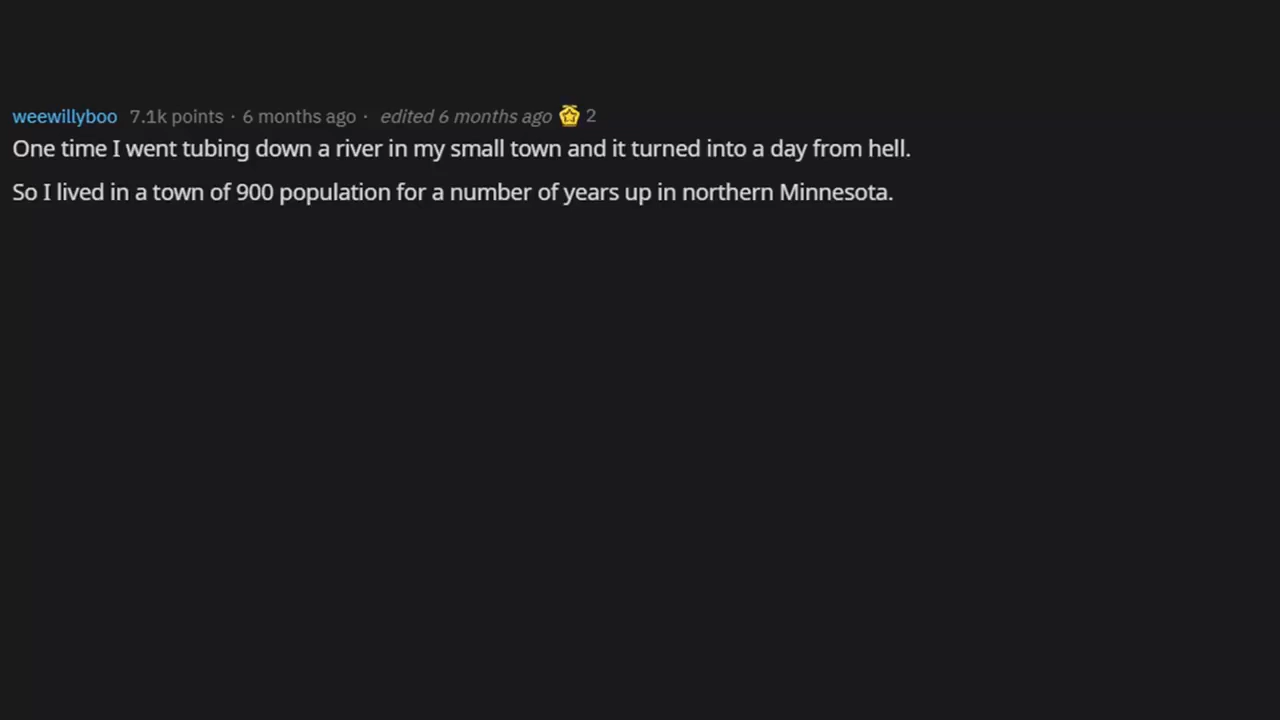 weewillyboo 7.1k points · 6 months ago · edited 6 months ago 2
One time I went tubing down a river in my small town and it turned into a day from hell.
So I lived in a town of 900 population for a number of years up in northern Minnesota.